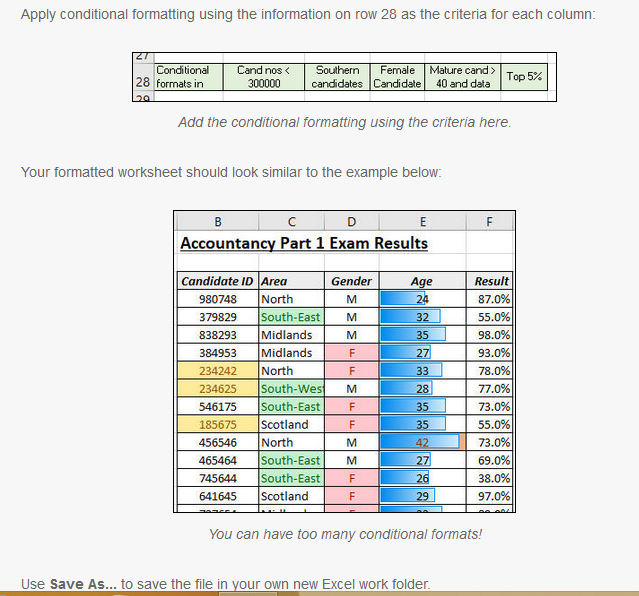 Apply conditional formatting using the information on row 28 as the criteria for each column:
27
28 Conditional formats in Cand nos < 300000 Southern candidates Female Candidate Mature cand > 40 and data Top 5%
29
Add the conditional formatting using the criteria here.
Your formatted worksheet should look similar to the example below:
B C D E F
Accountancy Part 1 Exam Results
Candidate ID Area Gender Age Result
980748 North M 24 87.0%
379829 South-East M 32 55.0%
838293 Midlands M 35 98.0%
384953 Midlands F 27 93.0%
234242 North F 33 78.0%
234625 South-West M 28 77.0%
546175 South-East F 35 73.0%
185675 Scotland F 35 55.0%
456546 North M 42 73.0%
465464 South-East M 27 69.0%
745644 South-East F 26 38.0%
641645 Scotland F 29 97.0%
You can have too many conditional formats!
Use Save As... to save the file in your own new Excel work folder.